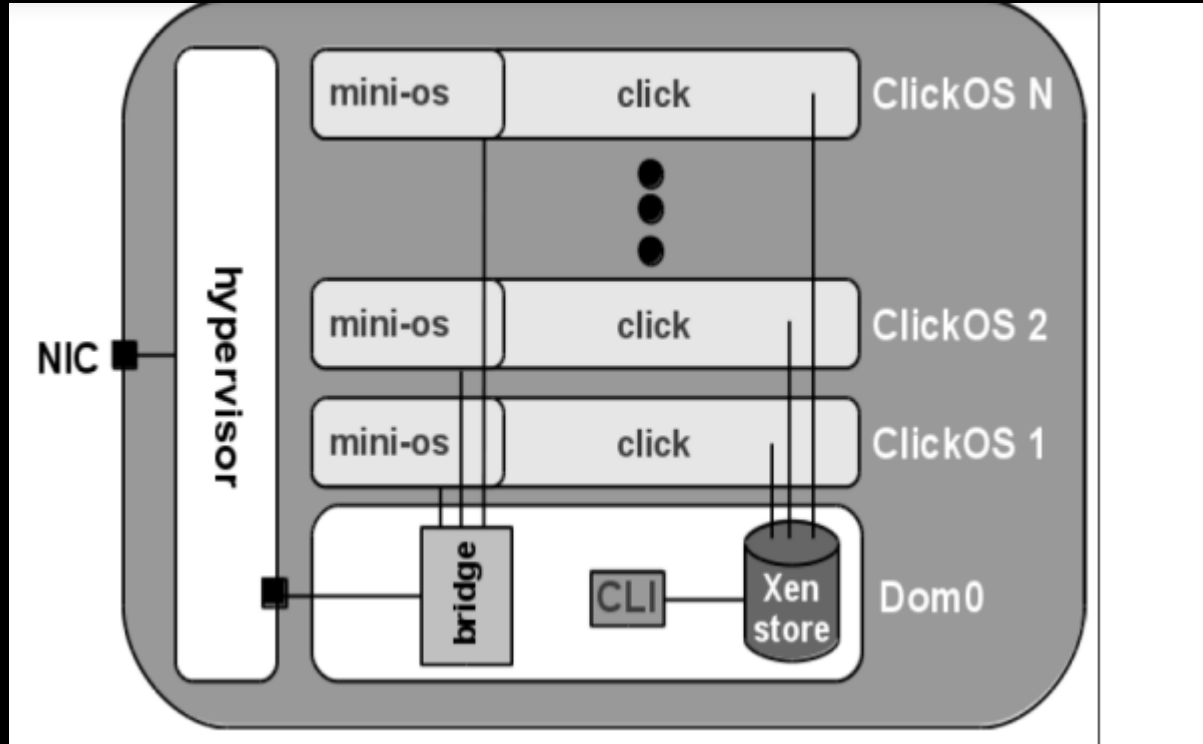 mini-os click ClickOS N
mini-os click ClickOS 2
NIC
hypervisor
mini-os click ClickOS 1
bridge
CLI
Xen
store
Dom0